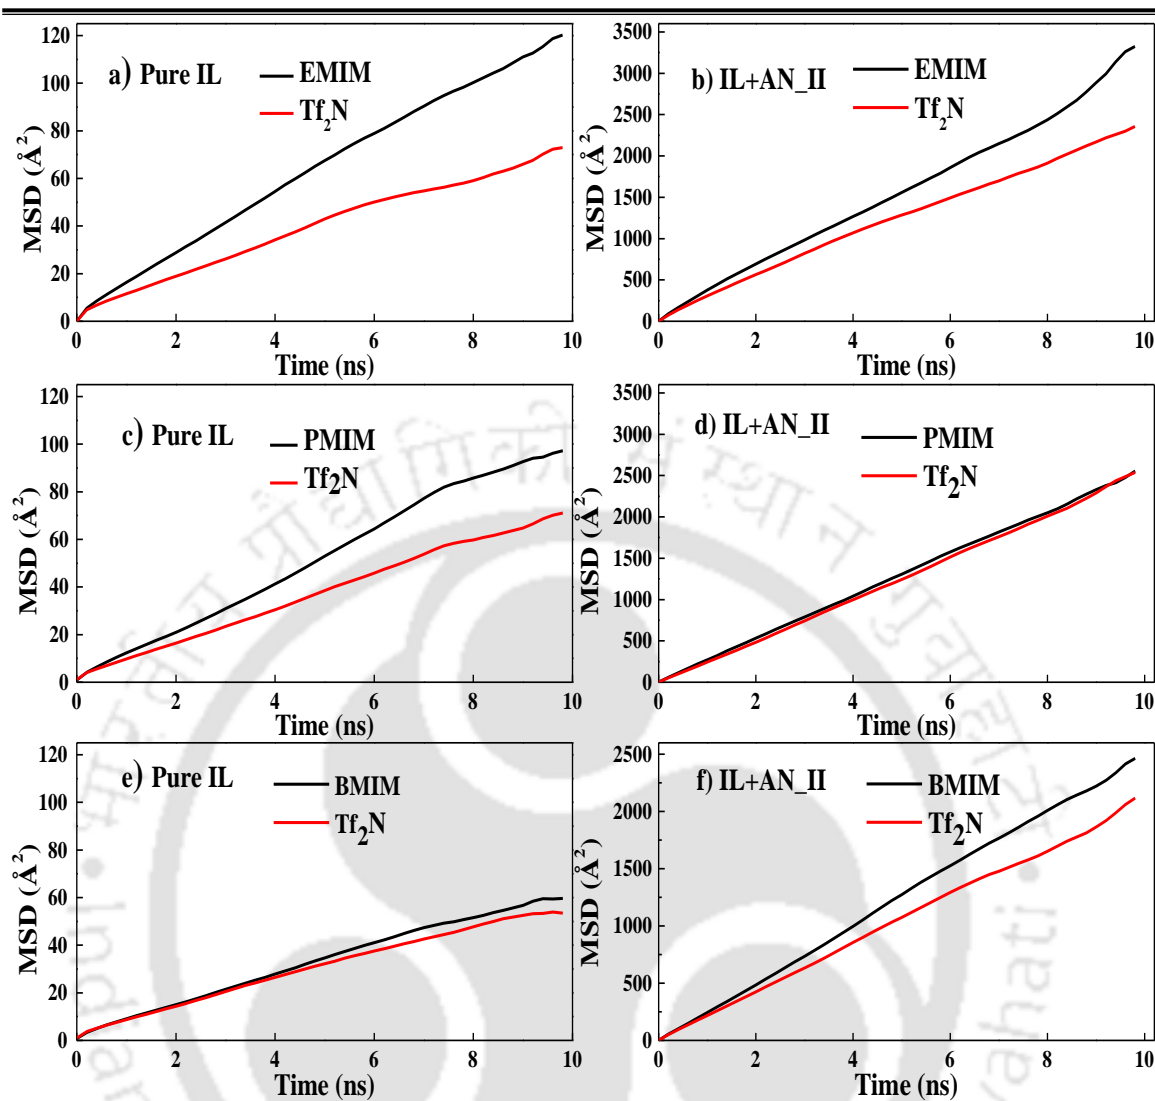 a) Pure IL
EMIM
Tf2N
MSD (Å2)
120
100
80
60
40
20
0
0 2 4 6 8 10
Time (ns)
b) IL+AN_II
EMIM
Tf2N
MSD (Å2)
3500
3000
2500
2000
1500
1000
500
0
0 2 4 6 8 10
Time (ns)
c) Pure IL
PMIM
Tf2N
MSD (Å2)
120
100
80
60
40
20
0
0 2 4 6 8 10
Time (ns)
d) IL+AN_II
PMIM
Tf2N
MSD (Å2)
3500
3000
2500
2000
1500
1000
500
0
0 2 4 6 8 10
Time (ns)
e) Pure IL
BMIM
Tf2N
MSD (Å2)
120
100
80
60
40
20
0
0 2 4 6 8 10
Time (ns)
f) IL+AN_II
BMIM
Tf2N
MSD (Å2)
2500
2000
1500
1000
500
0
0 2 4 6 8 10
Time (ns)